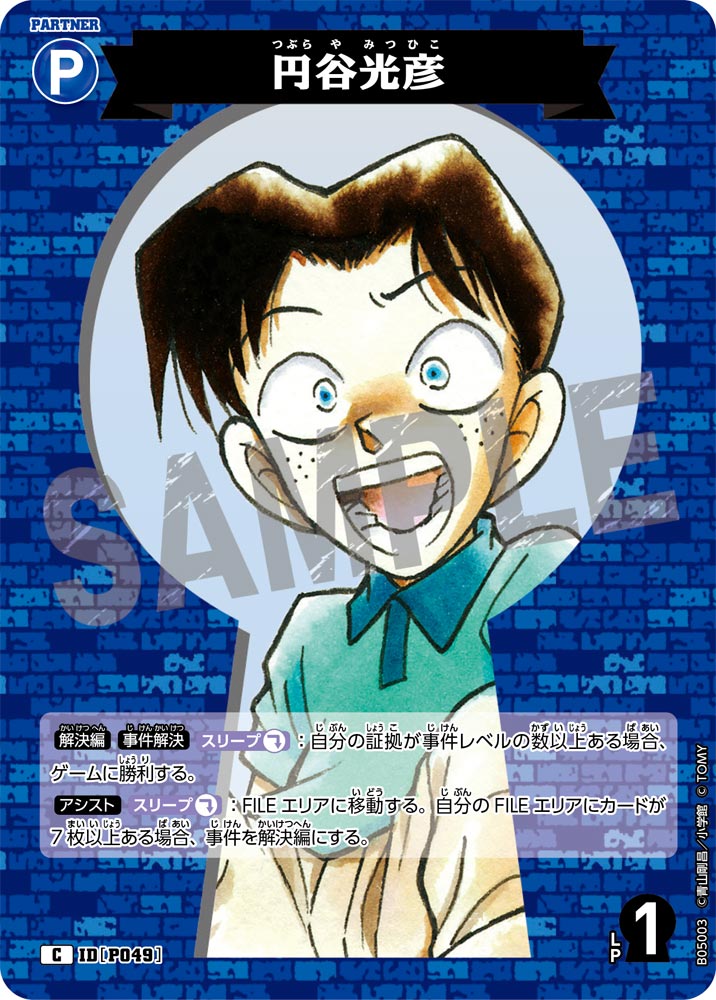 PARTNER
P
つぶらやみつひこ
円谷光彦
SAMPLE
かいけつへん じけんかいけつ じぶん しょうこ じけん かずいじょう ばあい
解決編 事件解決 スリープ：自分の証拠が事件レベルの数以上ある場合、
しょうり
ゲームに勝利する。
いどう じぶん
アシスト スリープ：FILEエリアに移動する。自分のFILEエリアにカードが
まいいじょう ばあい じけん かいけつへん
7枚以上ある場合、事件を解決編にする。
C ID[P049]
LP 1
B05003 ©青山剛昌／小学館 ©TOMY